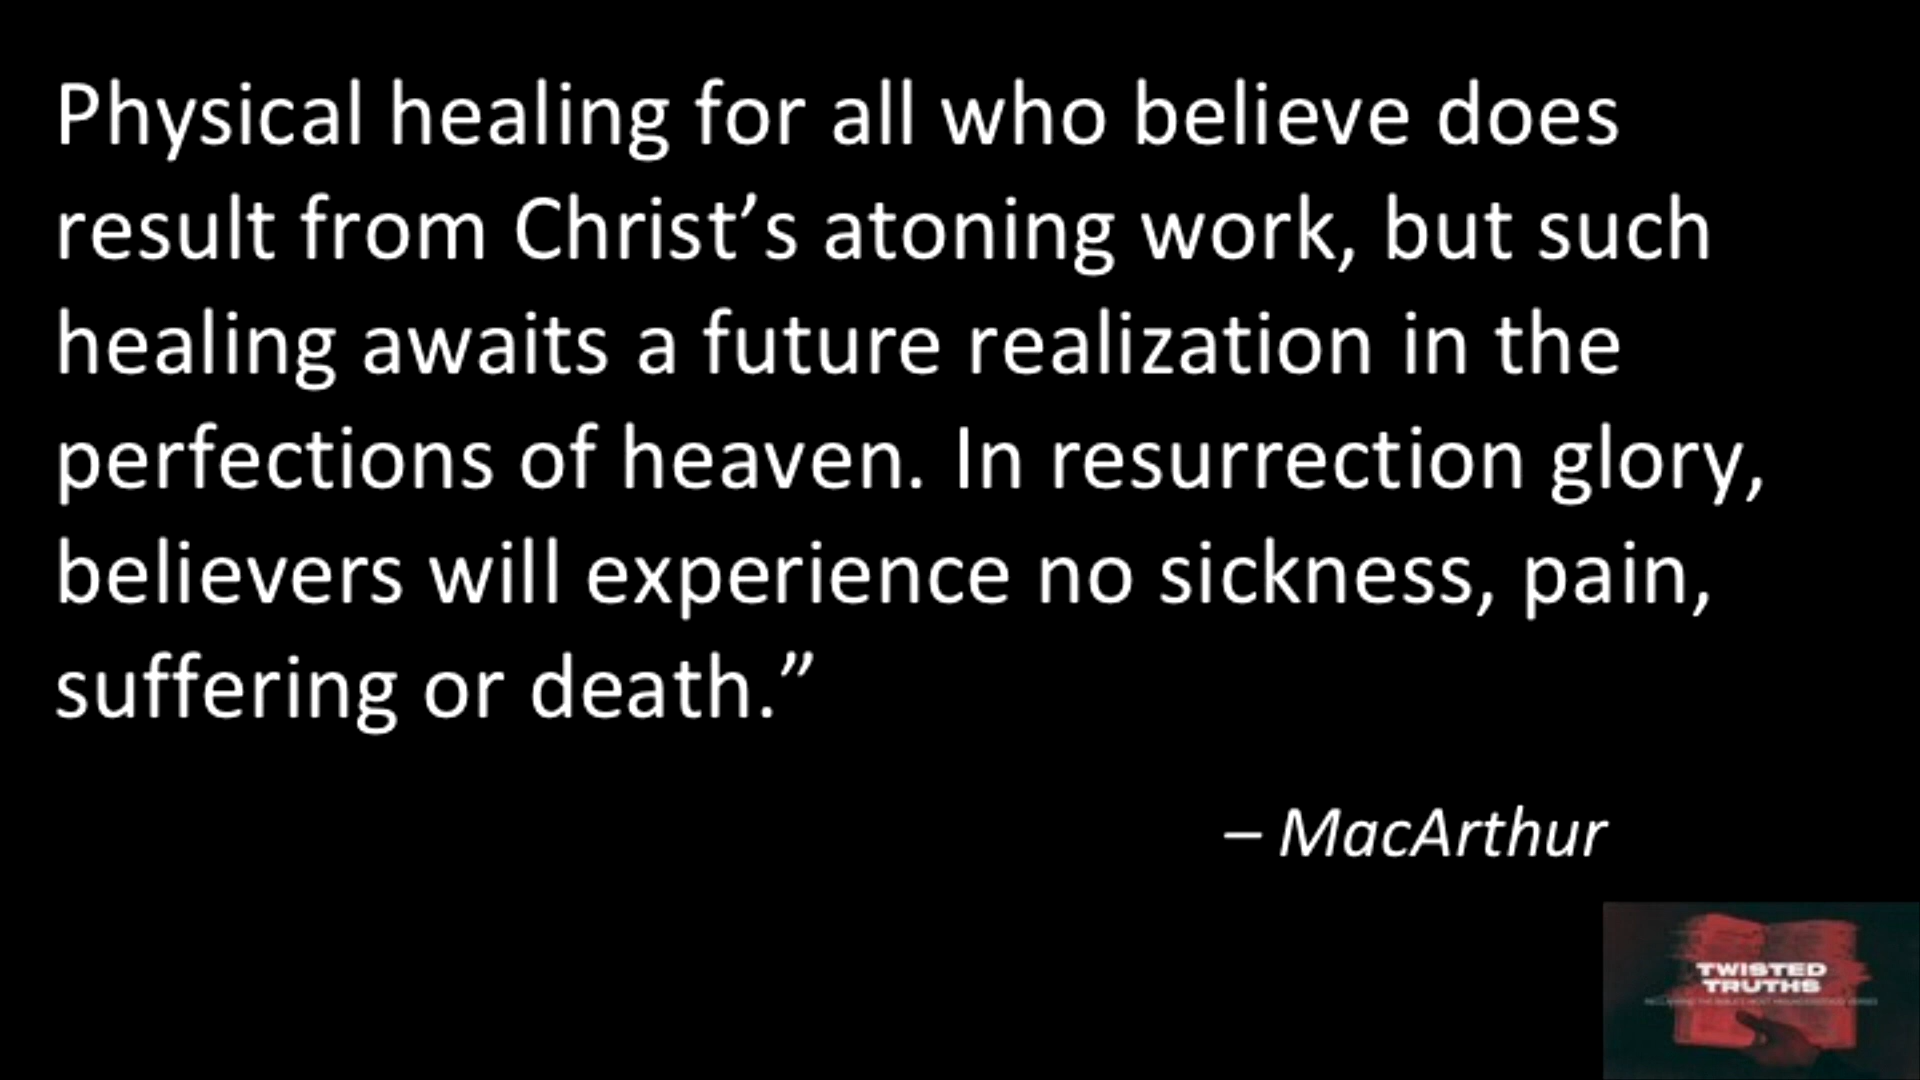 Physical healing for all who believe does
result from Christ’s atoning work, but such
healing awaits a future realization in the
perfections of heaven. In resurrection glory,
believers will experience no sickness, pain,
suffering or death.”
– MacArthur
TWISTED
TRUTHS